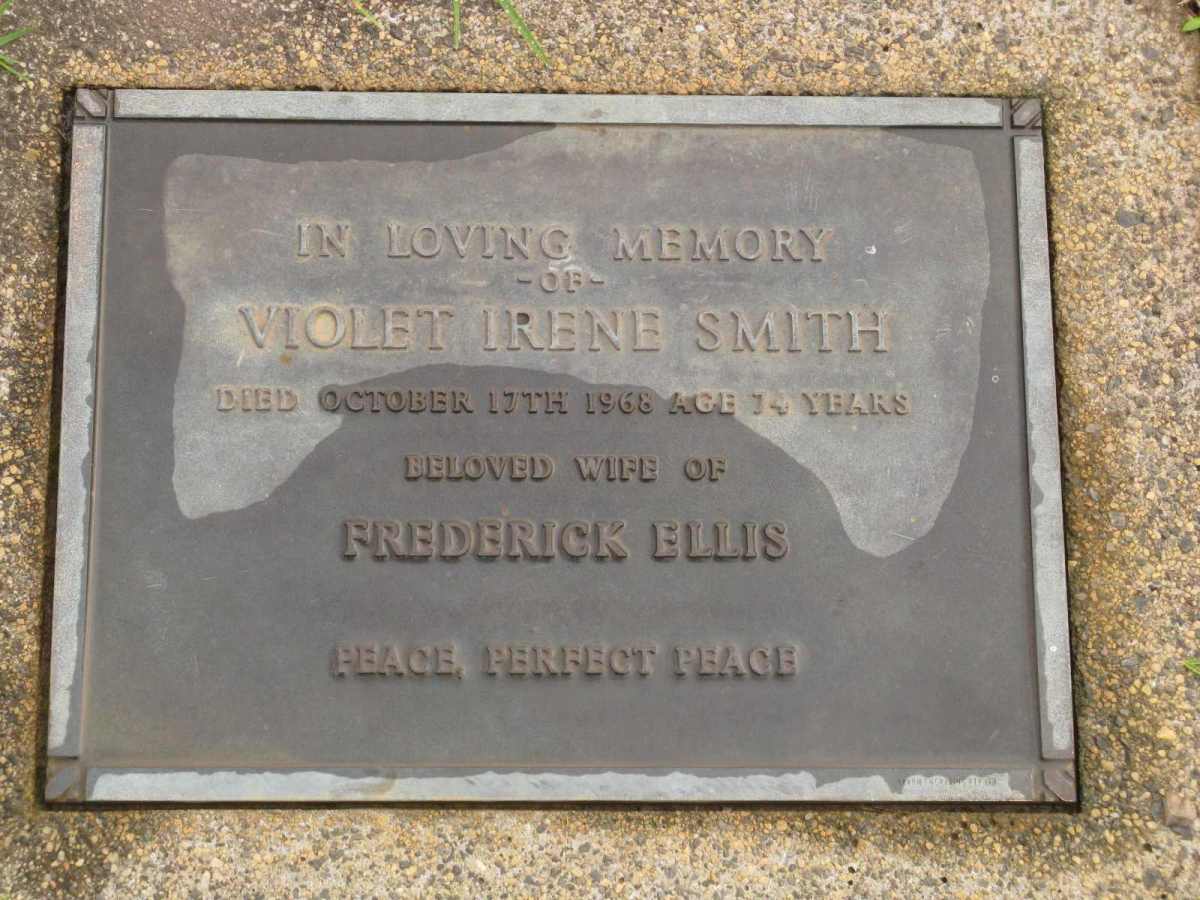 IN LOVING MEMORY
-OF-
VIOLET IRENE SMITH
DIED OCTOBER 17TH 1968 AGE 74 YEARS
BELOVED WIFE OF
FREDERICK ELLIS
PEACE, PERFECT PEACE